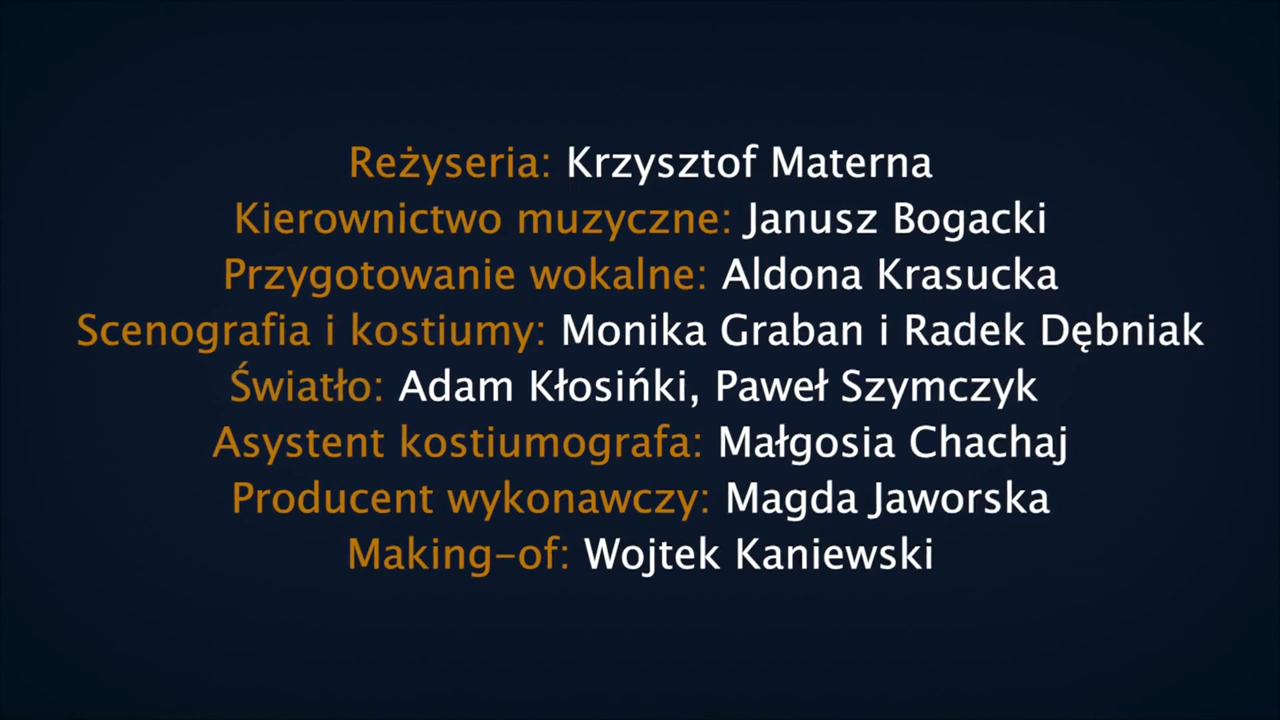 Reżyseria: Krzysztof Materna
Kierownictwo muzyczne: Janusz Bogacki
Przygotowanie wokalne: Aldona Krasucka
Scenografia i kostiumy: Monika Graban i Radek Dębniak
Światło: Adam Kłosińki, Paweł Szymczyk
Asystent kostiumografa: Małgosia Chachaj
Producent wykonawczy: Magda Jaworska
Making-of: Wojtek Kaniewski